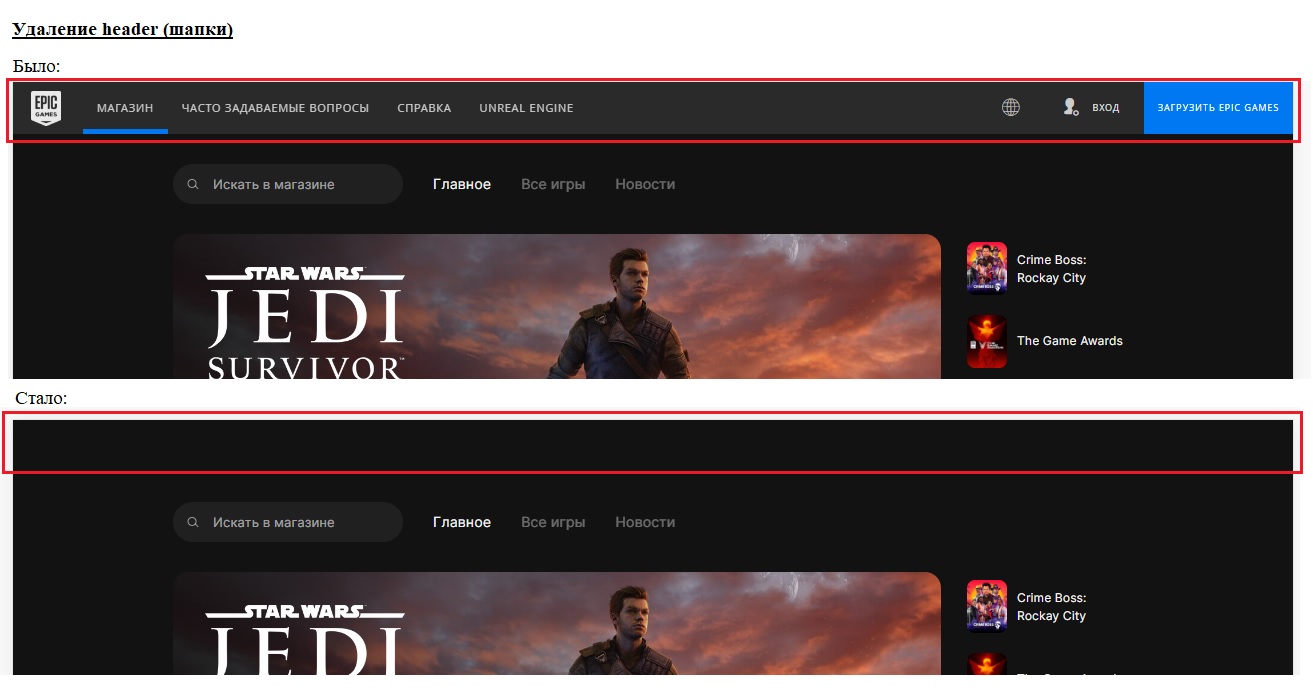 Удаление header (шапки)
Было:
EPIC
GAMES
МАГАЗИН ЧАСТО ЗАДАВАЕМЫЕ ВОПРОСЫ СПРАВКА UNREAL ENGINE ВХОД ЗАГРУЗИТЬ EPIC GAMES
Искать в магазине Главное Все игры Новости
STAR WARS
JEDI
SURVIVOR™
Crime Boss:
Rockay City
The Game Awards
Стало:
Искать в магазине Главное Все игры Новости
STAR WARS
JEDI
Crime Boss:
Rockay City